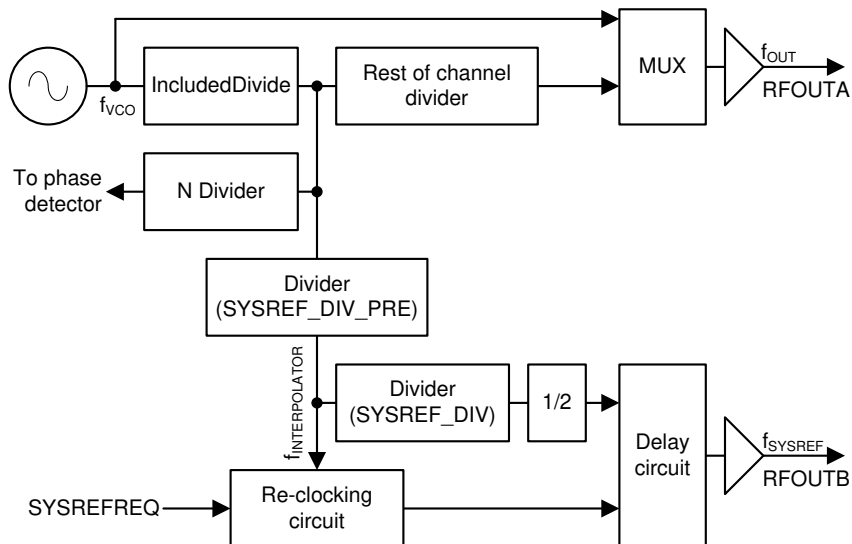 IncludedDivide
Rest of channel
divider
MUX
fOUT
RFOUTA
fVCO
To phase
detector
N Divider
Divider
(SYSREF_DIV_PRE)
fINTERPOLATOR
Divider
(SYSREF_DIV)
1/2
Delay
circuit
fSYSREF
RFOUTB
SYSREFREQ
Re-clocking
circuit